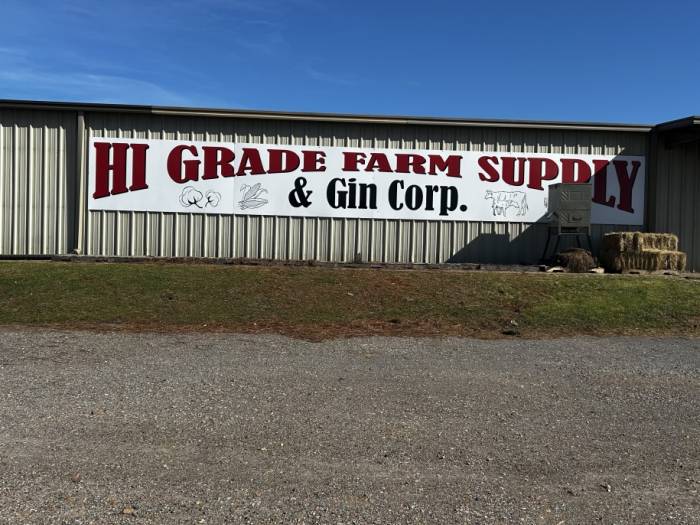 HI GRADE FARM SUPPLY
& Gin Corp.